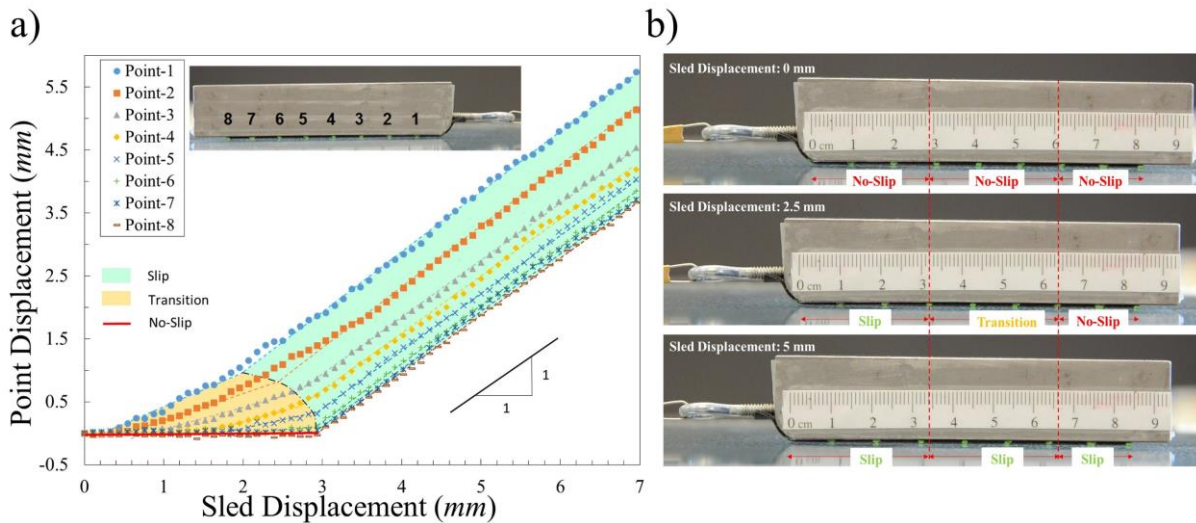 a)
Point Displacement (mm)
5.5
4.5
3.5
2.5
1.5
0.5
-0.5
Point-1
Point-2
Point-3
Point-4
Point-5
Point-6
Point-7
Point-8
8 7 6 5 4 3 2 1
Slip
Transition
No-Slip
1
1
0 1 2 3 4 5 6 7
Sled Displacement (mm)
b)
Sled Displacement: 0 mm
0 cm 1 2 3 4 5 6 7 8 9
No-Slip No-Slip No-Slip
Sled Displacement: 2.5 mm
0 cm 1 2 3 4 5 6 7 8 9
Slip Transition No-Slip
Sled Displacement: 5 mm
0 cm 1 2 3 4 5 6 7 8 9
Slip Slip Slip